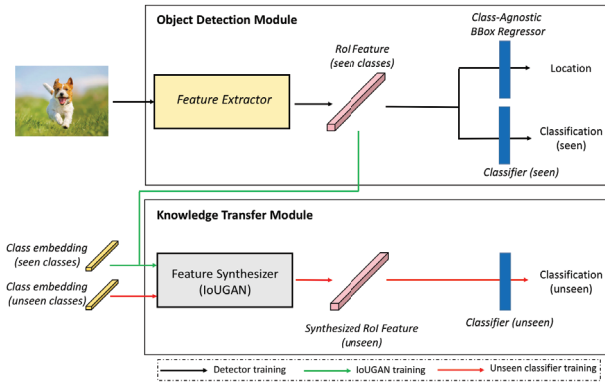 Object Detection Module
Class-Agnostic
BBox Regressor
RoI Feature
(seen classes)
Feature Extractor
Location
Classification
(seen)
Classifier (seen)
Knowledge Transfer Module
Class embedding
(seen classes)
Class embedding
(unseen classes)
Feature Synthesizer
(IoUGAN)
Classification
(unseen)
Synthesized RoI Feature
(unseen)
Classifier (unseen)
Detector training
IoUGAN training
Unseen classifier training